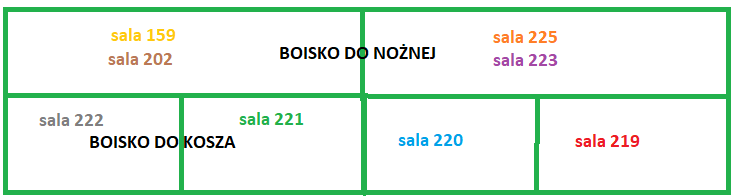 sala 159
sala 202
BOISKO DO NOŻNEJ
sala 225
sala 223
sala 222
sala 221
BOISKO DO KOSZA
sala 220
sala 219